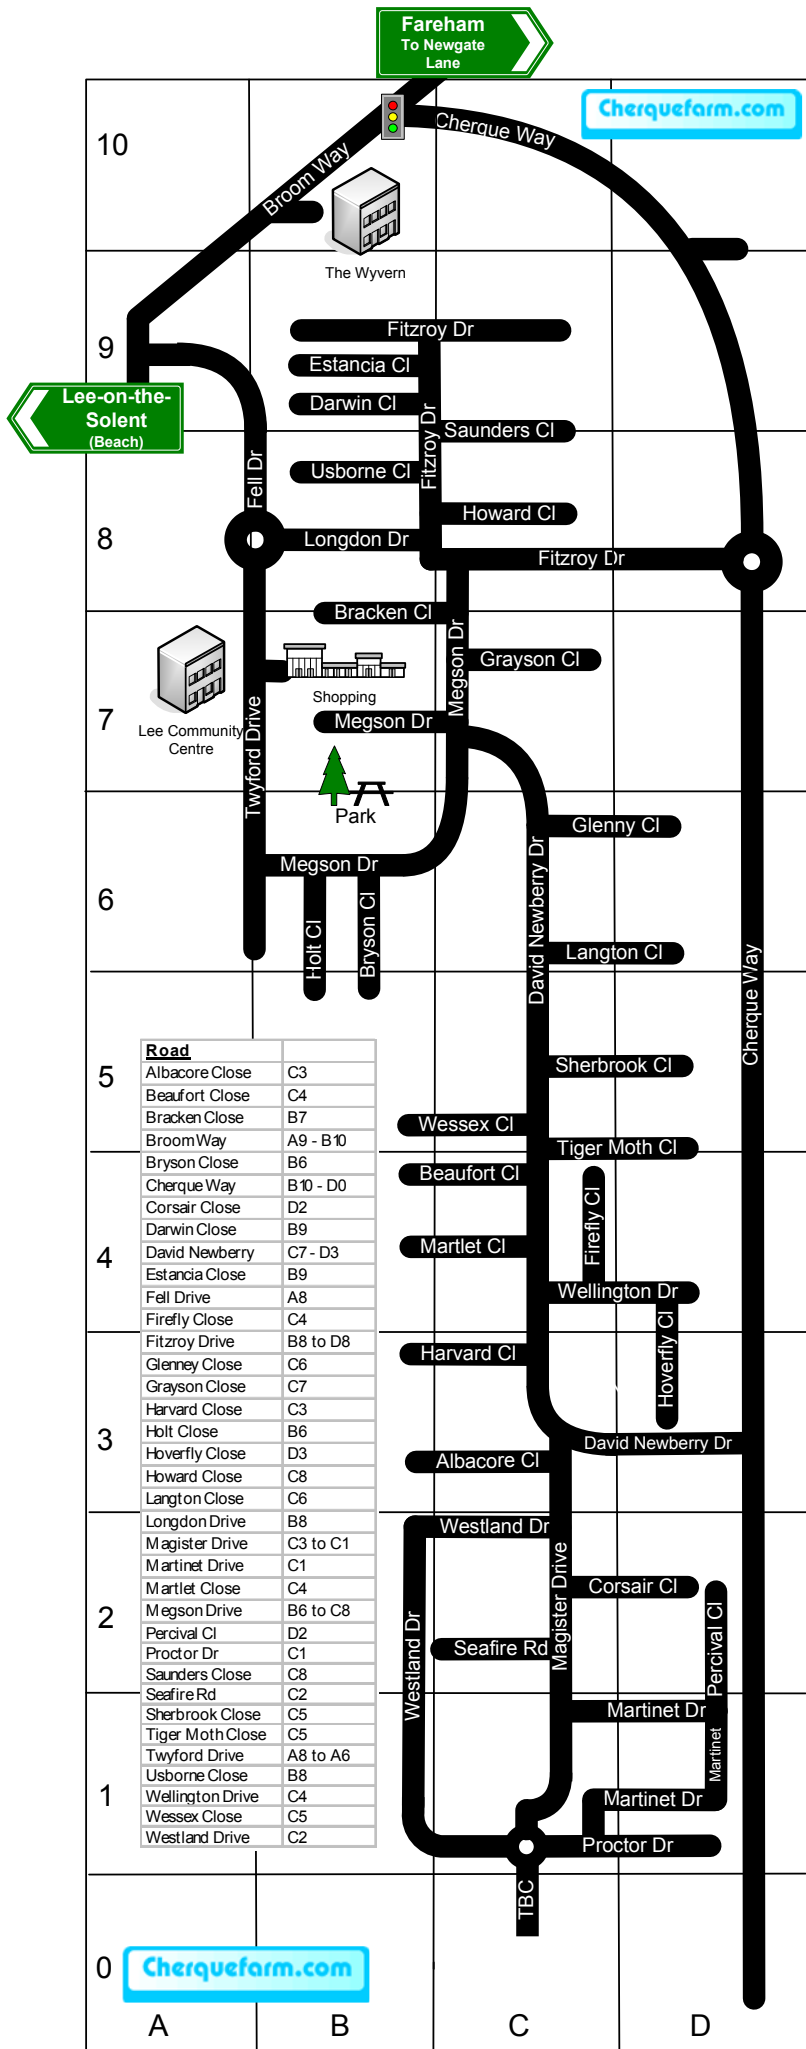 Fareham
To Newgate
Lane
Cherquefarm.com
10
Cherque Way
Broom Way
The Wyvern
9
Fitzroy Dr
Estancia Cl
Lee-on-the-
Solent
(Beach)
Darwin Cl
Fitzroy Dr
Saunders Cl
Fell Dr
Usborne Cl
Howard Cl
8
Longdon Dr
Fitzroy Dr
Bracken Cl
Megson Dr
Grayson Cl
Shopping
7
Lee Community
Centre
Megson Dr
Twyford Drive
Park
Glenny Cl
Megson Dr
David Newberry Dr
6
Holt Cl
Bryson Cl
Langton Cl
Cherque Way
5
Sherbrook Cl
Wessex Cl
Tiger Moth Cl
Beaufort Cl
Firefly Cl
4
Martlet Cl
Wellington Dr
Harvard Cl
Hoverfly Cl
3
David Newberry Dr
Albacore Cl
Westland Dr
Magister Drive
Corsair Cl
2
Westland Dr
Seafire Rd
Percival Cl
Martinet Dr
Martinet
1
Martinet Dr
Proctor Dr
TBC
Road
Albacore Close C3
Beaufort Close C4
Bracken Close B7
Broom Way A9 - B10
Bryson Close B6
Cherque Way B10 - D0
Corsair Close D2
Darwin Close B9
David Newberry C7 - D3
Estancia Close B9
Fell Drive A8
Firefly Close C4
Fitzroy Drive B8 to D8
Glenney Close C6
Grayson Close C7
Harvard Close C3
Holt Close B6
Hoverfly Close D3
Howard Close C8
Langton Close C6
Longdon Drive B8
Magister Drive C3 to C1
Martinet Drive C1
Martlet Close C4
Megson Drive B6 to C8
Percival Cl D2
Proctor Dr C1
Saunders Close C8
Seafire Rd C2
Sherbrook Close C5
Tiger Moth Close C5
Twyford Drive A8 to A6
Usborne Close B8
Wellington Drive C4
Wessex Close C5
Westland Drive C2
0
Cherquefarm.com
A B C D